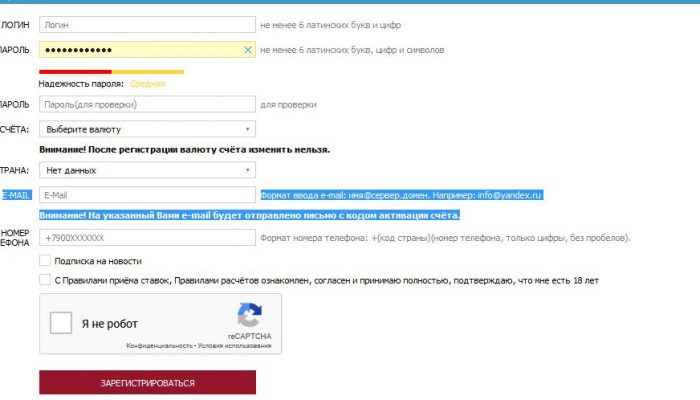 ЛОГИН Логин не менее 6 латинских букв и цифр
ПАРОЛЬ •••••••••••• не менее 6 латинских букв, цифр и символов
Надежность пароля: Средняя
ПАРОЛЬ Пароль(для проверки) для проверки
СЧЁТА: Выберите валюту
Внимание! После регистрации валюту счёта изменить нельзя.
ТРАНА: Нет данных
E-MAIL E-Mail Формат ввода e-mail: имя@сервер.домен. Например: info@yandex.ru
Внимание! На указанный Вами e-mail будет отправлено письмо с кодом активации счёта.
НОМЕР
ЕФОНА +7900XXXXXXX Формат номера телефона: +(код страны)(номер телефона, только цифры, без пробелов).
Подписка на новости
С Правилами приёма ставок, Правилами расчётов ознакомлен, согласен и принимаю полностью, подтверждаю, что мне есть 18 лет
Я не робот
reCAPTCHA
Конфиденциальность - Условия использования
ЗАРЕГИСТРИРОВАТЬСЯ